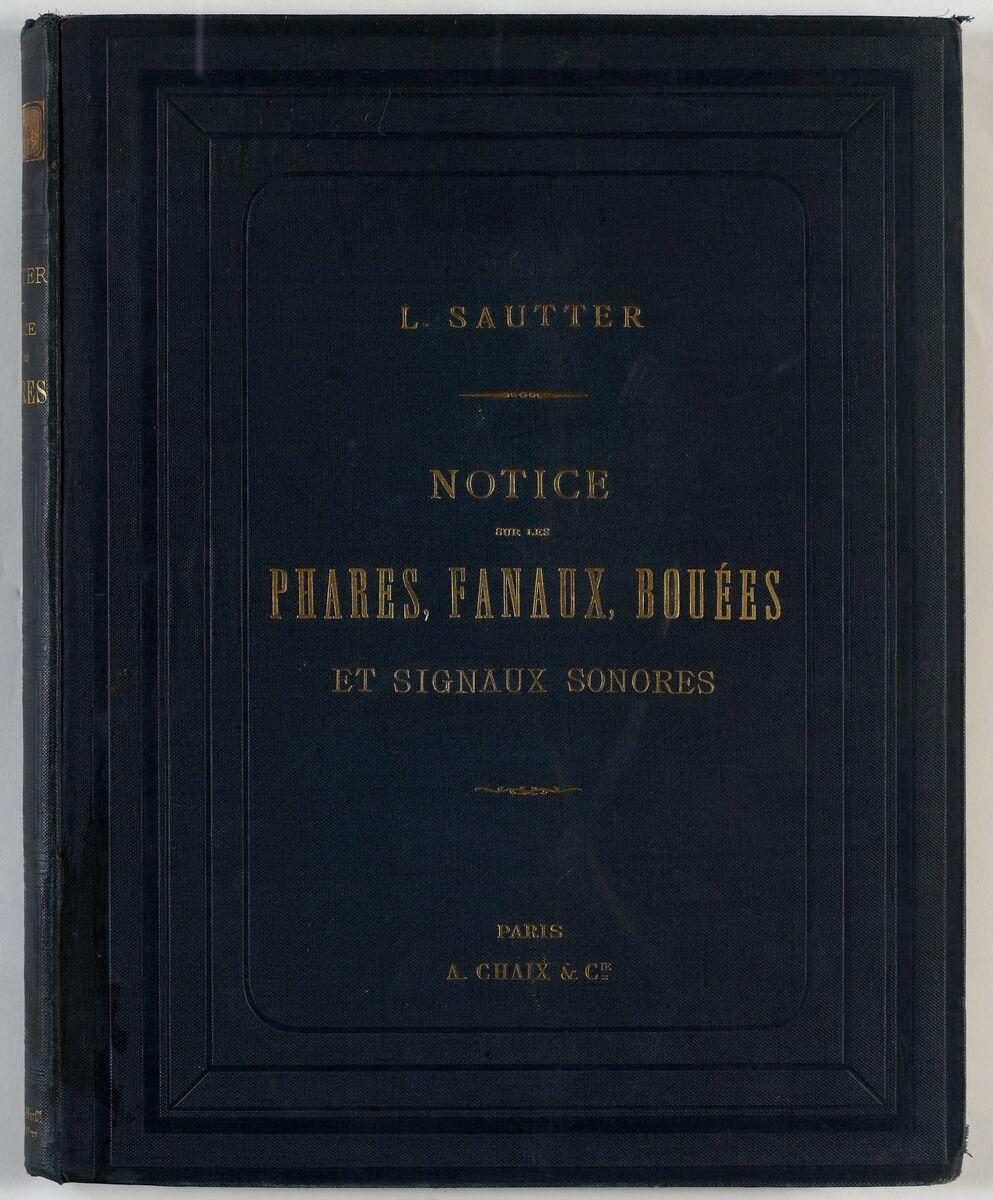 L. SAUTTER
NOTICE
SUR LES
PHARES, FANAUX, BOUÉES
ET SIGNAUX SONORES
PARIS
A. CHAIX & CIE